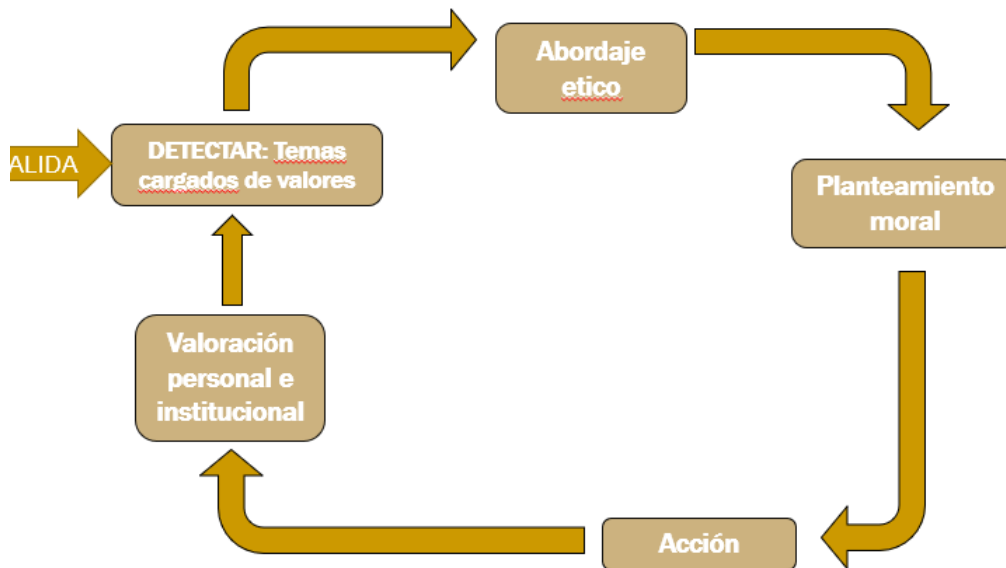 Abordaje
etico
ALIDA
DETECTAR: Temas
cargados de valores
Planteamiento
moral
Valoración
personal e
institucional
Acción